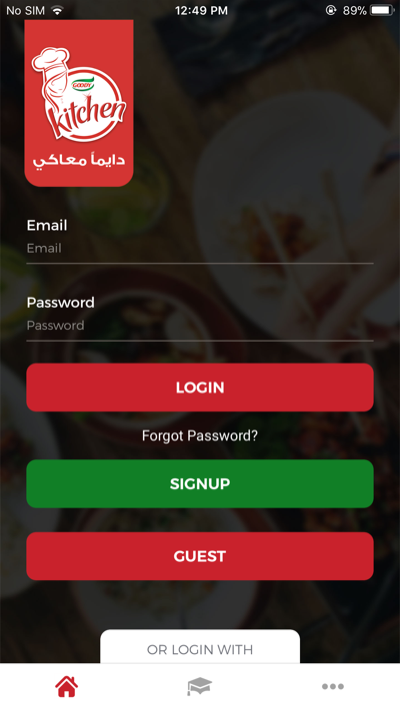 No SIM 12:49 PM 89%
GOODY
kitchen
دايماً معاكي
Email
Email
Password
Password
LOGIN
Forgot Password?
SIGNUP
GUEST
OR LOGIN WITH